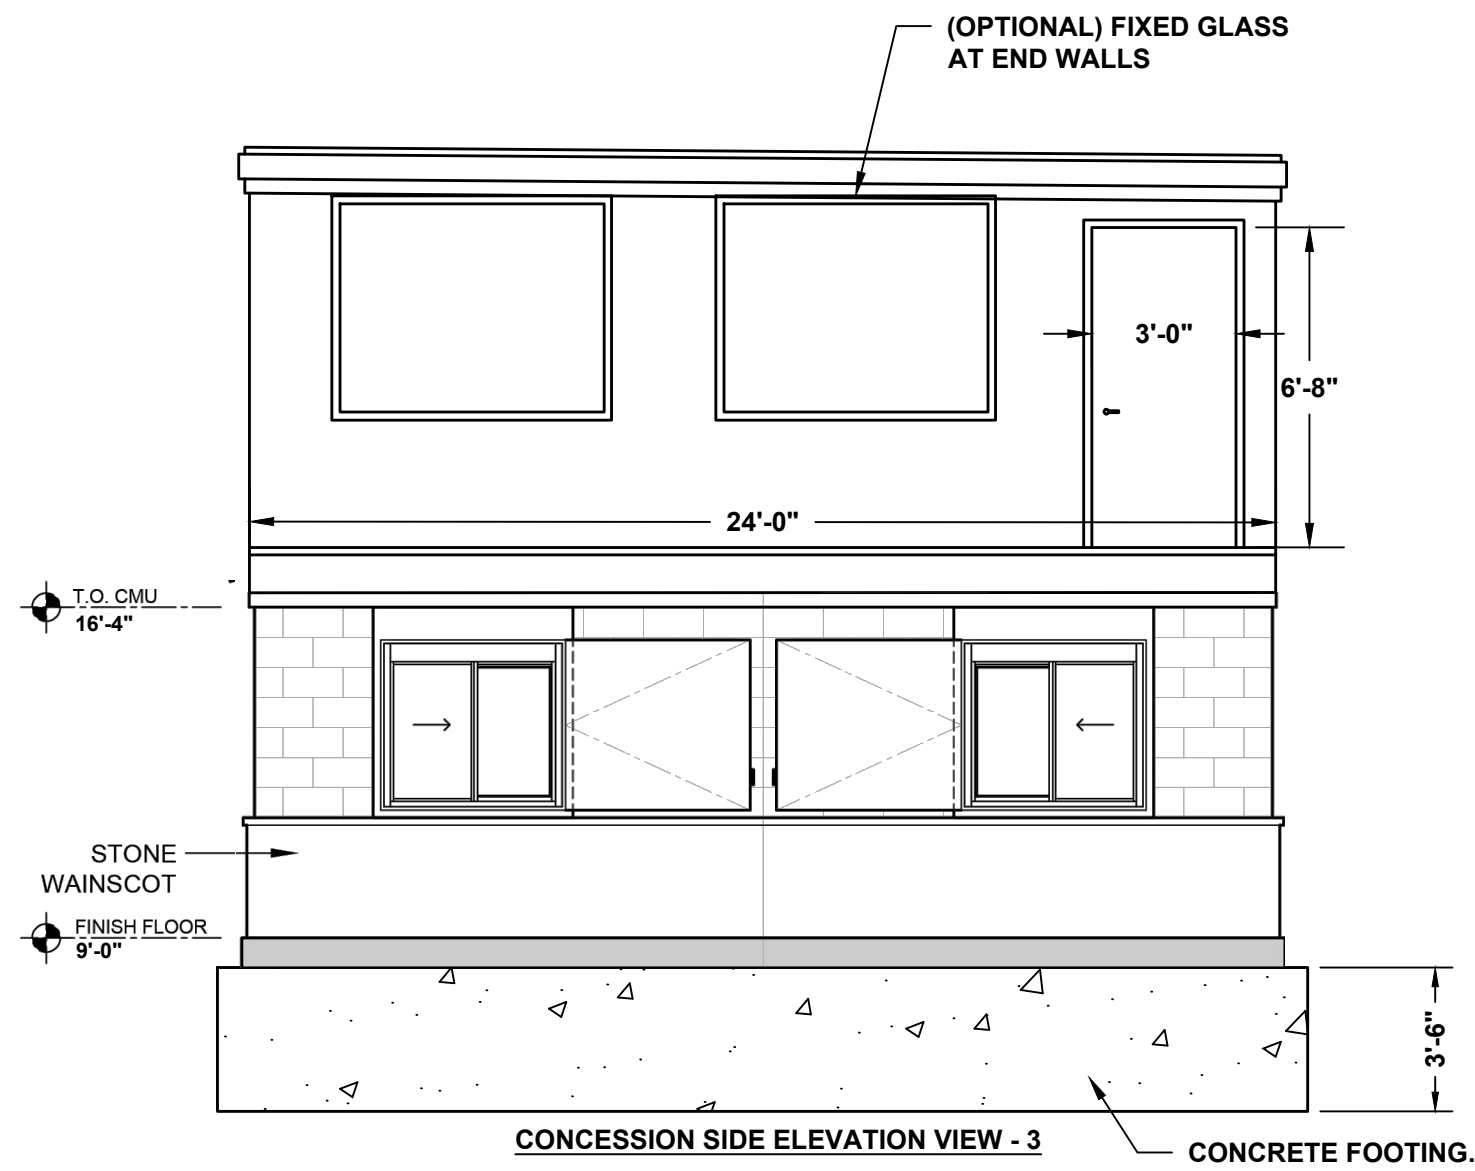 (OPTIONAL) FIXED GLASS
AT END WALLS
3'-0"
6'-8"
24'-0"
T.O. CMU
16'-4"
STONE
WAINSCOT
FINISH FLOOR
9'-0"
3'-6"
CONCESSION SIDE ELEVATION VIEW - 3
CONCRETE FOOTING.